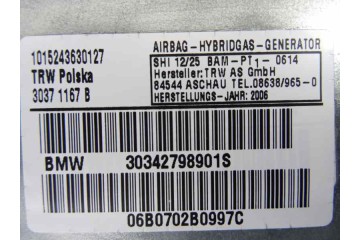 1015243630127
TRW Polska
3037 1167 B
AIRBAG-HYBRIDGAS-GENERATOR
SHI 12/25 BAM-PT1-0614
Hersteller:TRW AS GmbH
84544 ASCHAU TEL.08638/965-0
HERSTELLUNGS-JAHR:2006
BMW 30342798901S
06B0702B0997C